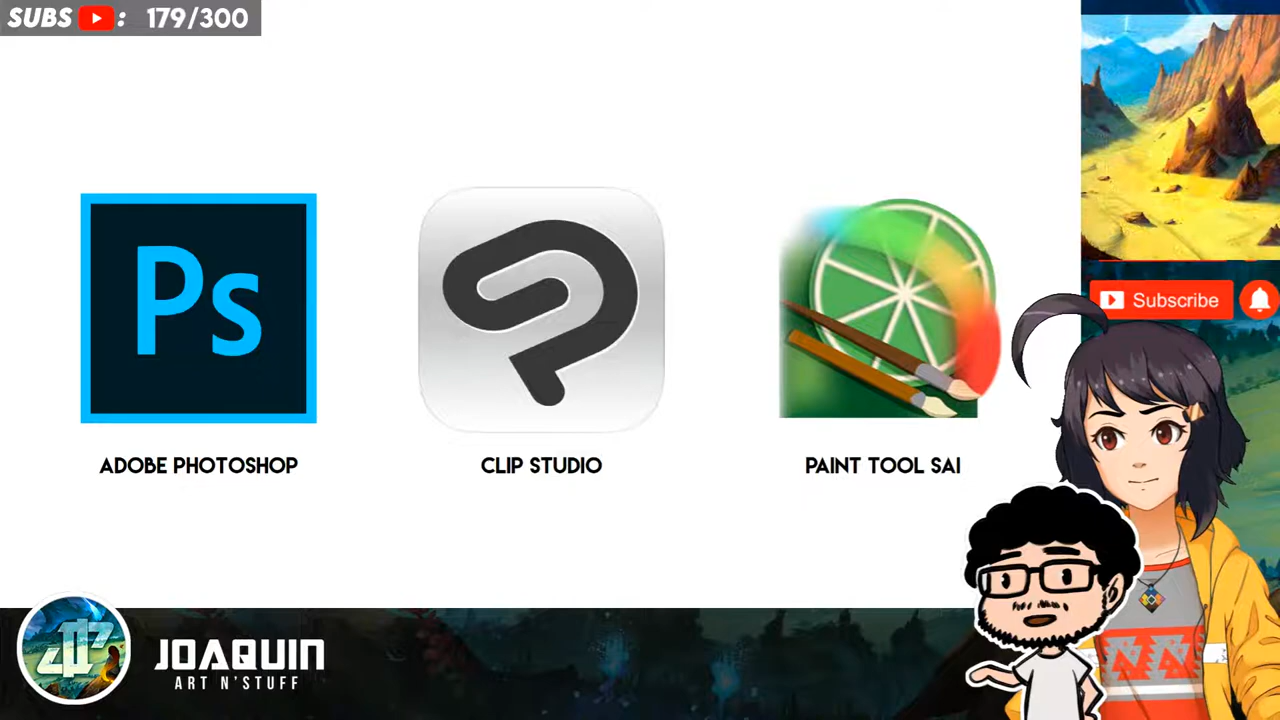 SUBS : 179/300
Ps
ADOBE PHOTOSHOP
CLIP STUDIO
PAINT TOOL SAI
Subscribe
JOAQUIN
ART N'STUFF